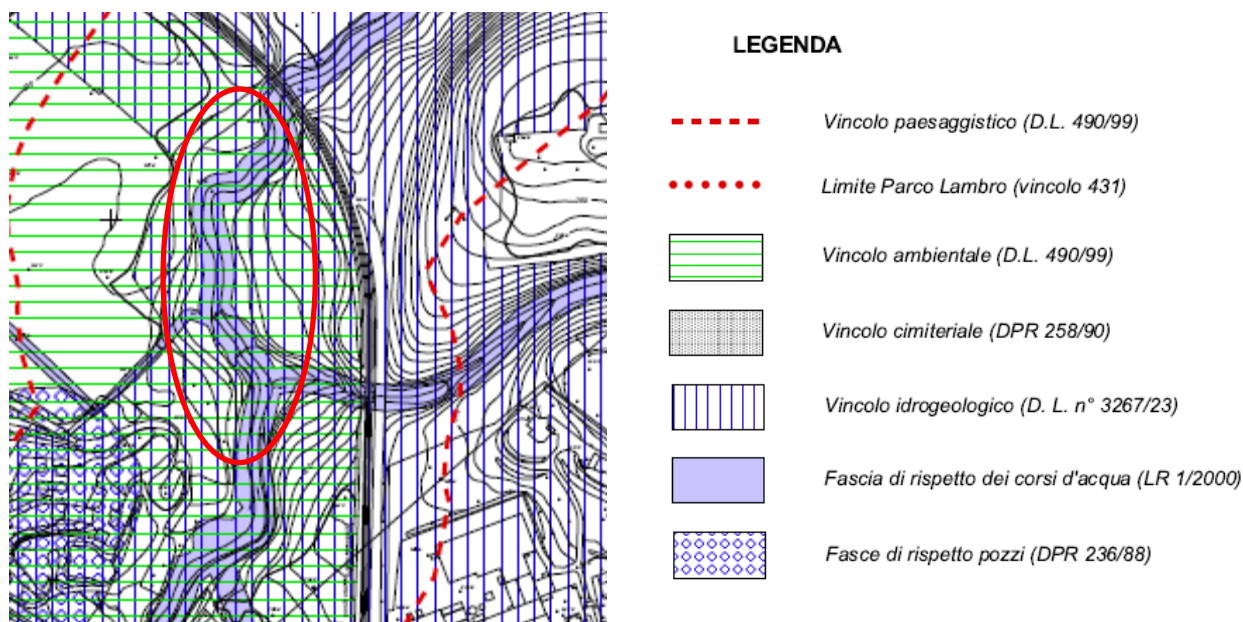 LEGENDA
Vincolo paesaggistico (D.L. 490/99)
Limite Parco Lambro (vincolo 431)
Vincolo ambientale (D.L. 490/99)
Vincolo cimiteriale (DPR 258/90)
Vincolo idrogeologico (D. L. n° 3267/23)
Fascia di rispetto dei corsi d'acqua (LR 1/2000)
Fasce di rispetto pozzi (DPR 236/88)